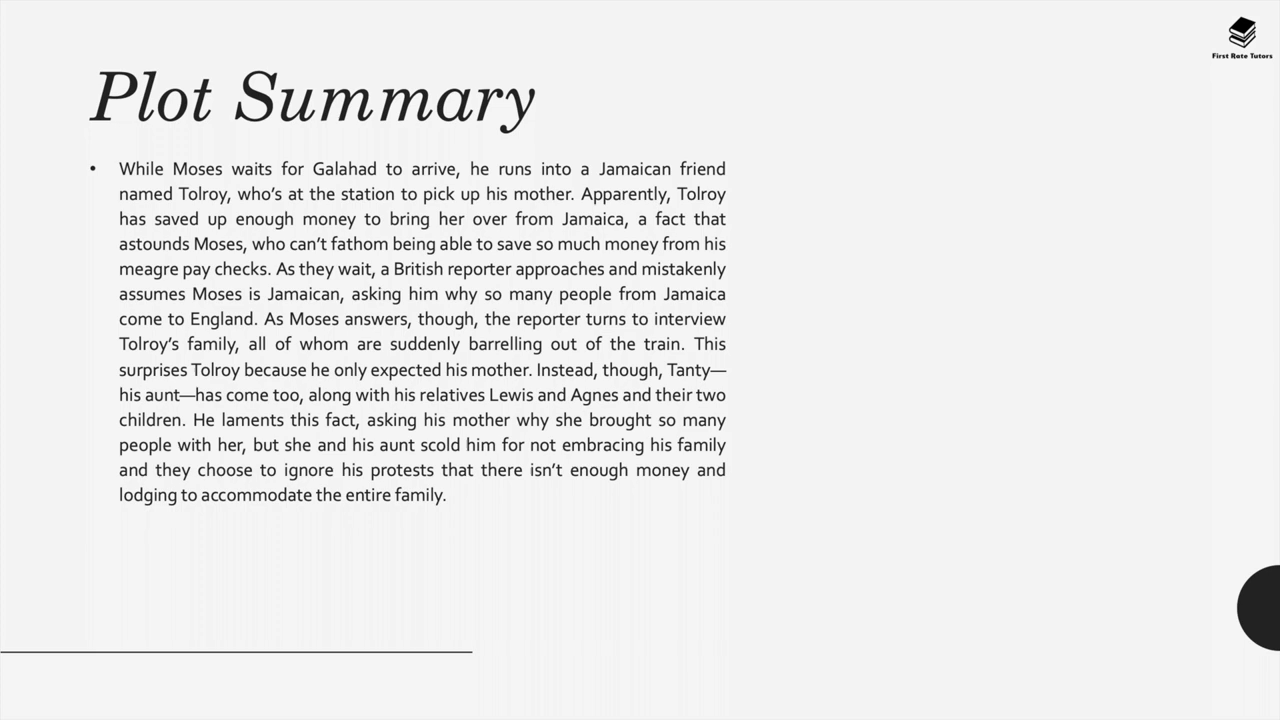 First Rate Tutors
Plot Summary
• While Moses waits for Galahad to arrive, he runs into a Jamaican friend
named Tolroy, who's at the station to pick up his mother. Apparently, Tolroy
has saved up enough money to bring her over from Jamaica, a fact that
astounds Moses, who can't fathom being able to save so much money from his
meagre pay checks. As they wait, a British reporter approaches and mistakenly
assumes Moses is Jamaican, asking him why so many people from Jamaica
come to England. As Moses answers, though, the reporter turns to interview
Tolroy's family, all of whom are suddenly barrelling out of the train. This
surprises Tolroy because he only expected his mother. Instead, though, Tanty—
his aunt—has come too, along with his relatives Lewis and Agnes and their two
children. He laments this fact, asking his mother why she brought so many
people with her, but she and his aunt scold him for not embracing his family
and they choose to ignore his protests that there isn't enough money and
lodging to accommodate the entire family.